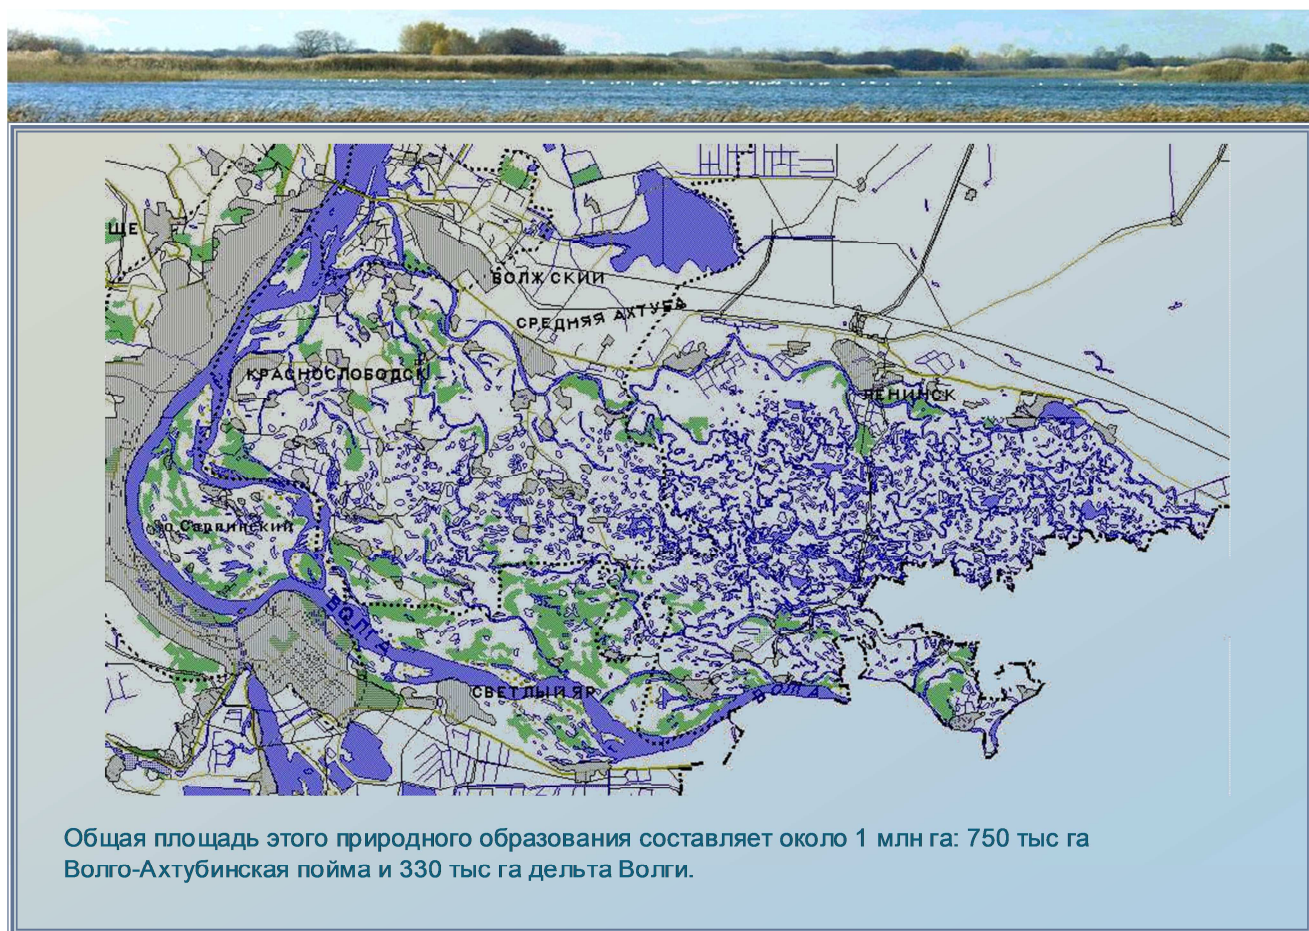 ЩЕ
ВОЛЖСКИЙ
СРЕДНЯЯ АХТУБА
КРАСНОСЛОБОДСК
ЛЕНИНСК
о. Сарпинский
ВОЛГА
СВЕТЛЫЙ ЯР
ВОЛГА
Общая площадь этого природного образования составляет около 1 млн га: 750 тыс га
Волго-Ахтубинская пойма и 330 тыс га дельта Волги.